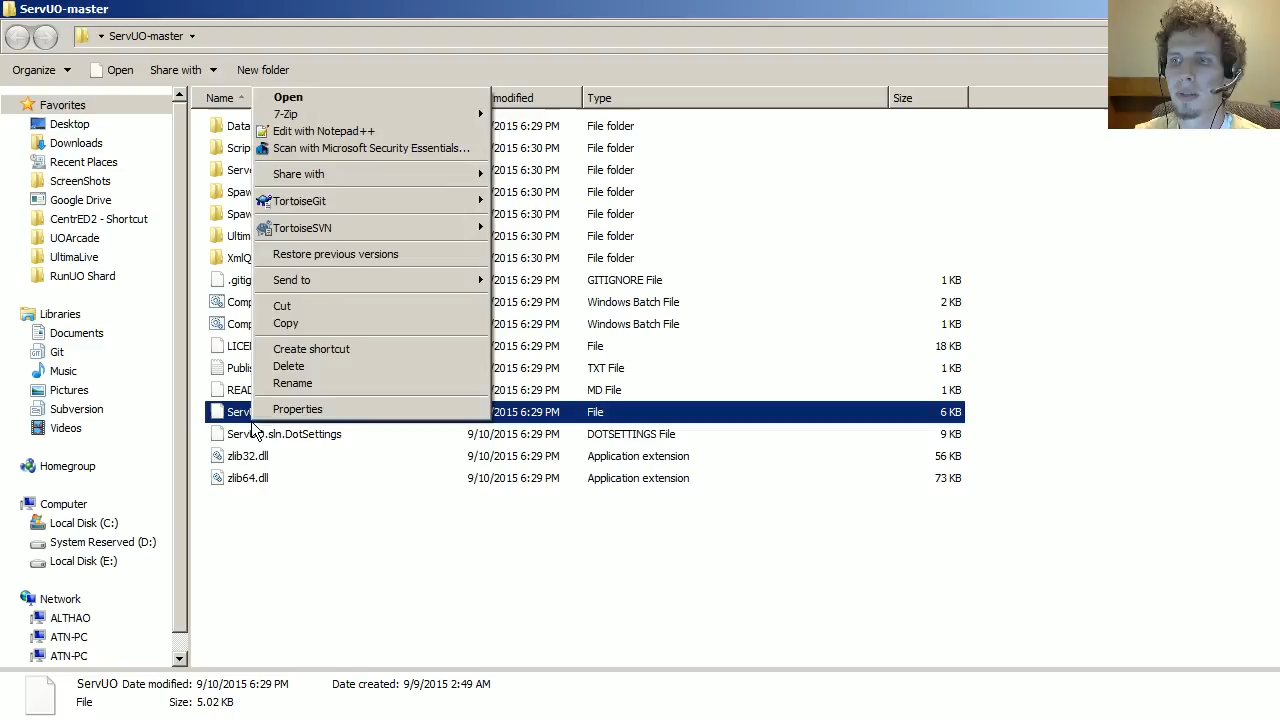 ServUO-master
ServUO-master
Organize Open Share with New folder
Name modified Type Size
Favorites
Desktop
Downloads
Recent Places
ScreenShots
Google Drive
CentrED2 - Shortcut
UOArcade
UltimaLive
RunUO Shard
Libraries
Documents
Git
Music
Pictures
Subversion
Videos
Homegroup
Computer
Local Disk (C:)
System Reserved (D:)
Local Disk (E:)
Network
ALTHAO
ATN-PC
ATN-PC
Open
7-Zip
Edit with Notepad++
Scan with Microsoft Security Essentials...
Share with
TortoiseGit
TortoiseSVN
Restore previous versions
Send to
Cut
Copy
Create shortcut
Delete
Rename
Properties
Data /2015 6:29 PM File folder
Scrip /2015 6:30 PM File folder
Serve /2015 6:30 PM File folder
Spaw /2015 6:30 PM File folder
Spaw /2015 6:30 PM File folder
Ultim /2015 6:30 PM File folder
XmlQ /2015 6:30 PM File folder
.gitig /2015 6:29 PM GITIGNORE File 1 KB
Comp /2015 6:29 PM Windows Batch File 2 KB
Comp /2015 6:29 PM Windows Batch File 1 KB
LICE /2015 6:29 PM File 18 KB
Publis /2015 6:29 PM TXT File 1 KB
READ /2015 6:29 PM MD File 1 KB
ServU /2015 6:29 PM File 6 KB
ServUO.sln.DotSettings 9/10/2015 6:29 PM DOTSETTINGS File 9 KB
zlib32.dll 9/10/2015 6:29 PM Application extension 56 KB
zlib64.dll 9/10/2015 6:29 PM Application extension 73 KB
ServUO Date modified: 9/10/2015 6:29 PM Date created: 9/9/2015 2:49 AM
File Size: 5.02 KB